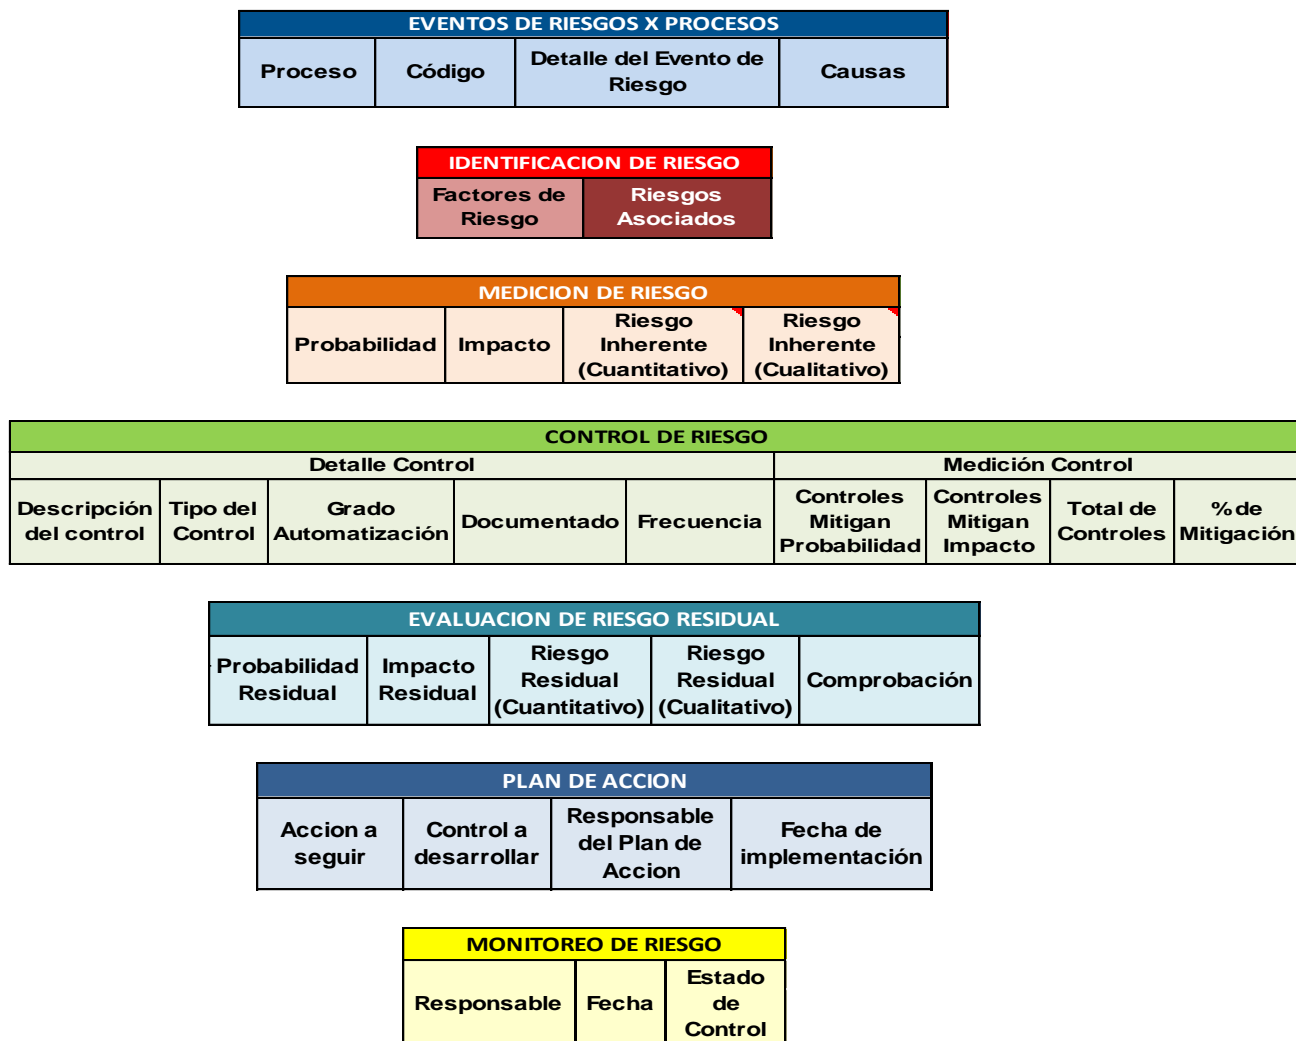 EVENTOS DE RIESGOS X PROCESOS
Proceso
Código
Detalle del Evento de
Riesgo
Causas
IDENTIFICACION DE RIESGO
Factores de
Riesgo
Riesgos
Asociados
MEDICION DE RIESGO
Probabilidad
Impacto
Riesgo
Inherente
(Cuantitativo)
Riesgo
Inherente
(Cualitativo)
CONTROL DE RIESGO
Detalle Control
Medición Control
Descripción
del control
Tipo del
Control
Grado
Automatización
Documentado
Frecuencia
Controles
Mitigan
Probabilidad
Controles
Mitigan
Impacto
Total de
Controles
% de
Mitigación
EVALUACION DE RIESGO RESIDUAL
Probabilidad
Residual
Impacto
Residual
Riesgo
Residual
(Cuantitativo)
Riesgo
Residual
(Cualitativo)
Comprobación
PLAN DE ACCION
Accion a
seguir
Control a
desarrollar
Responsable
del Plan de
Accion
Fecha de
implementación
MONITOREO DE RIESGO
Responsable
Fecha
Estado
de
Control